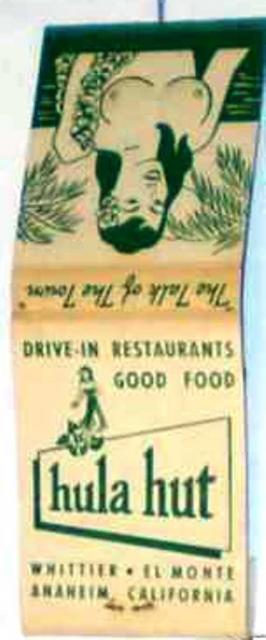 "The Talk of The Town"
DRIVE-IN RESTAURANTS
GOOD FOOD
hula hut
WHITTIER • EL MONTE
ANAHEIM, CALIFORNIA